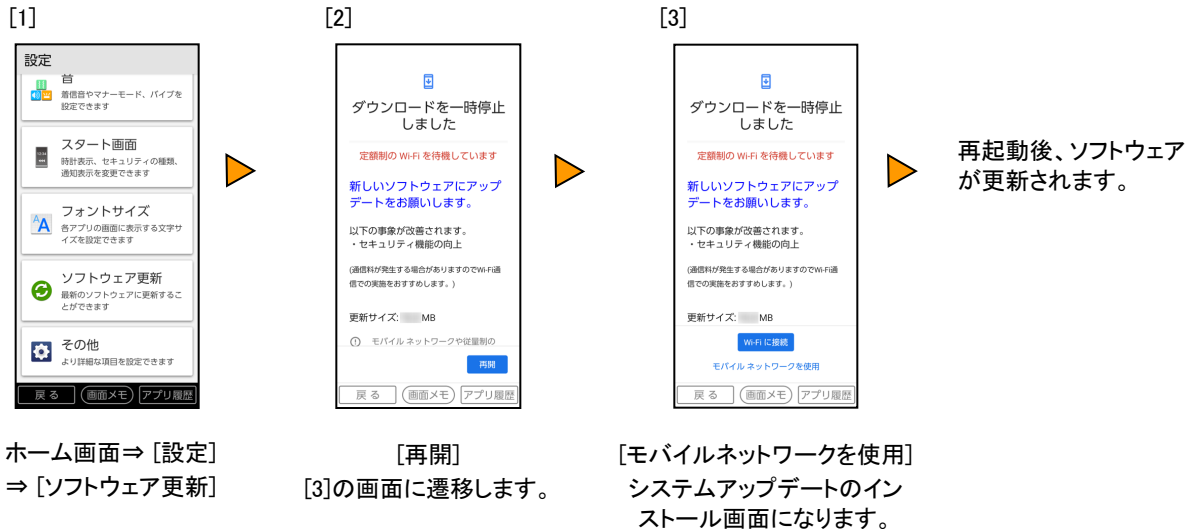 [1]
設定
音
着信音やマナーモード、バイブを
設定できます
スタート画面
時計表示、セキュリティの種類、
通知表示を変更できます
AA
フォントサイズ
各アプリの画面に表示する文字サ
イズを設定できます
ソフトウェア更新
最新のソフトウェアに更新するこ
とができます
その他
より詳細な項目を設定できます
戻る
画面メモ
アプリ履歴
ホーム画面⇒ [設定]
⇒ [ソフトウェア更新]
[2]
ダウンロードを一時停止
しました
定額制の Wi-Fi を待機しています
新しいソフトウェアにアップ
デートをお願いします。
以下の事象が改善されます。
・セキュリティ機能の向上
(通信料が発生する場合がありますのでWi-Fi通
信での実施をおすすめします。)
更新サイズ: MB
モバイル ネットワークや従量制の
再開
戻る
画面メモ
アプリ履歴
[再開]
[3]の画面に遷移します。
[3]
ダウンロードを一時停止
しました
定額制の Wi-Fi を待機しています
新しいソフトウェアにアップ
デートをお願いします。
以下の事象が改善されます。
・セキュリティ機能の向上
(通信料が発生する場合がありますのでWi-Fi通
信での実施をおすすめします。)
更新サイズ: MB
Wi-Fi に接続
モバイル ネットワークを使用
戻る
画面メモ
アプリ履歴
[モバイルネットワークを使用]
システムアップデートのイン
ストール画面になります。
再起動後、ソフトウェア
が更新されます。